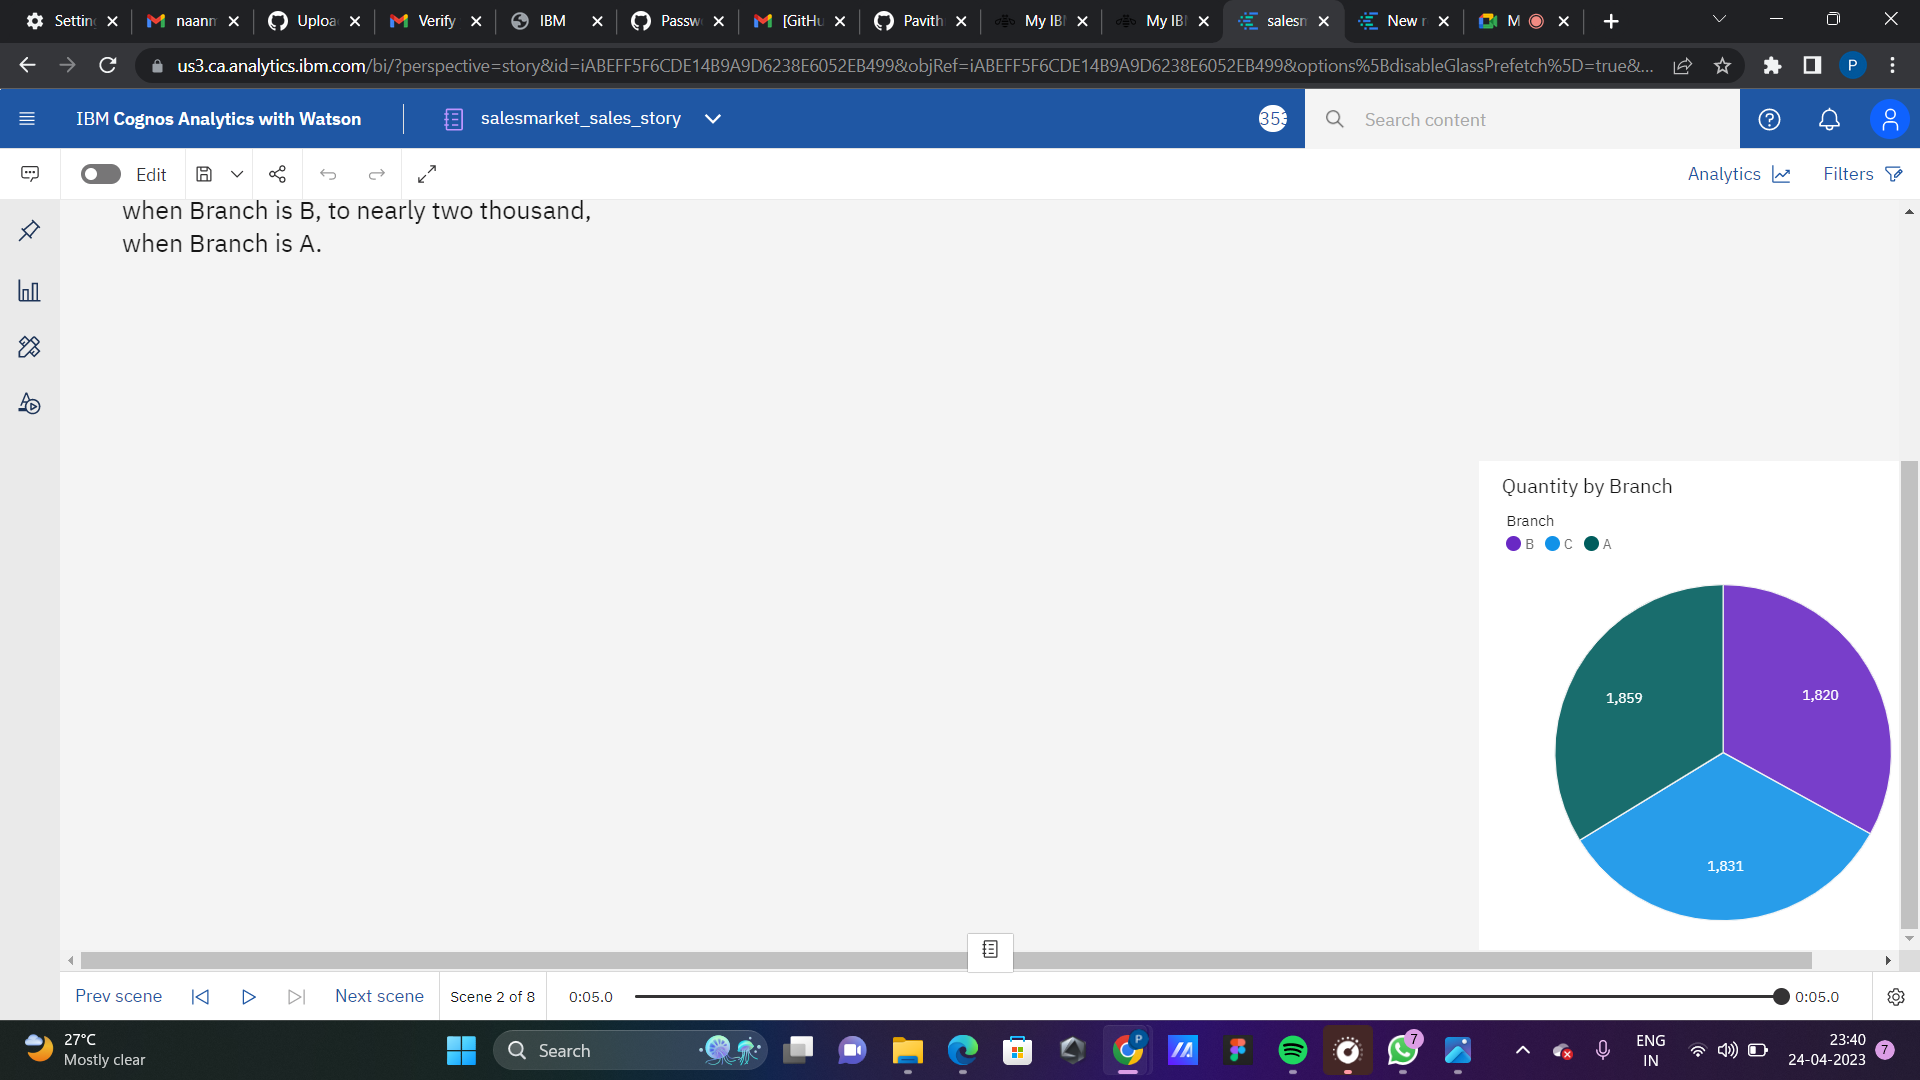 Settin
naanm
Uploa
Verify
IBM
Passw
[GitHu
Pavith
My IBI
My IBI
salesm
New r
M
us3.ca.analytics.ibm.com/bi/?perspective=story&id=iABEFF5F6CDE14B9A9D6238E6052EB499&objRef=iABEFF5F6CDE14B9A9D6238E6052EB499&options%5BdisableGlassPrefetch%5D=true&...
P
IBM Cognos Analytics with Watson
salesmarket_sales_story
353
Search content
Edit
Analytics
Filters
when Branch is B, to nearly two thousand,
when Branch is A.
Quantity by Branch
Branch
B C A
1,859
1,820
1,831
Prev scene
Next scene
Scene 2 of 8
0:05.0
0:05.0
27°C
Mostly clear
Search
P
7
ENG
IN
23:40
24-04-2023
7